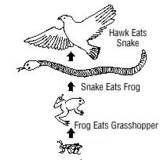 Hawk Eats
Snake
Snake Eats Frog
Frog Eats Grasshopper